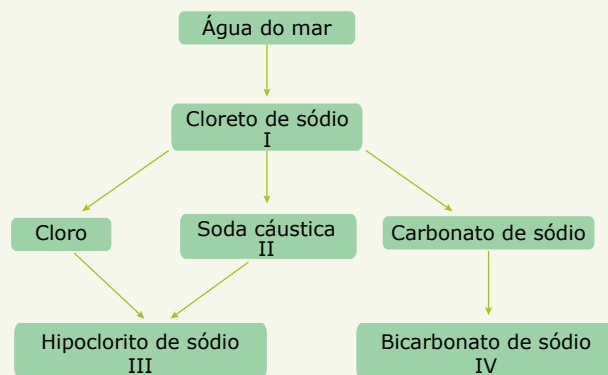 Água do mar
Cloreto de sódio
I
Cloro
Soda cáustica
II
Carbonato de sódio
Hipoclorito de sódio
III
Bicarbonato de sódio
IV